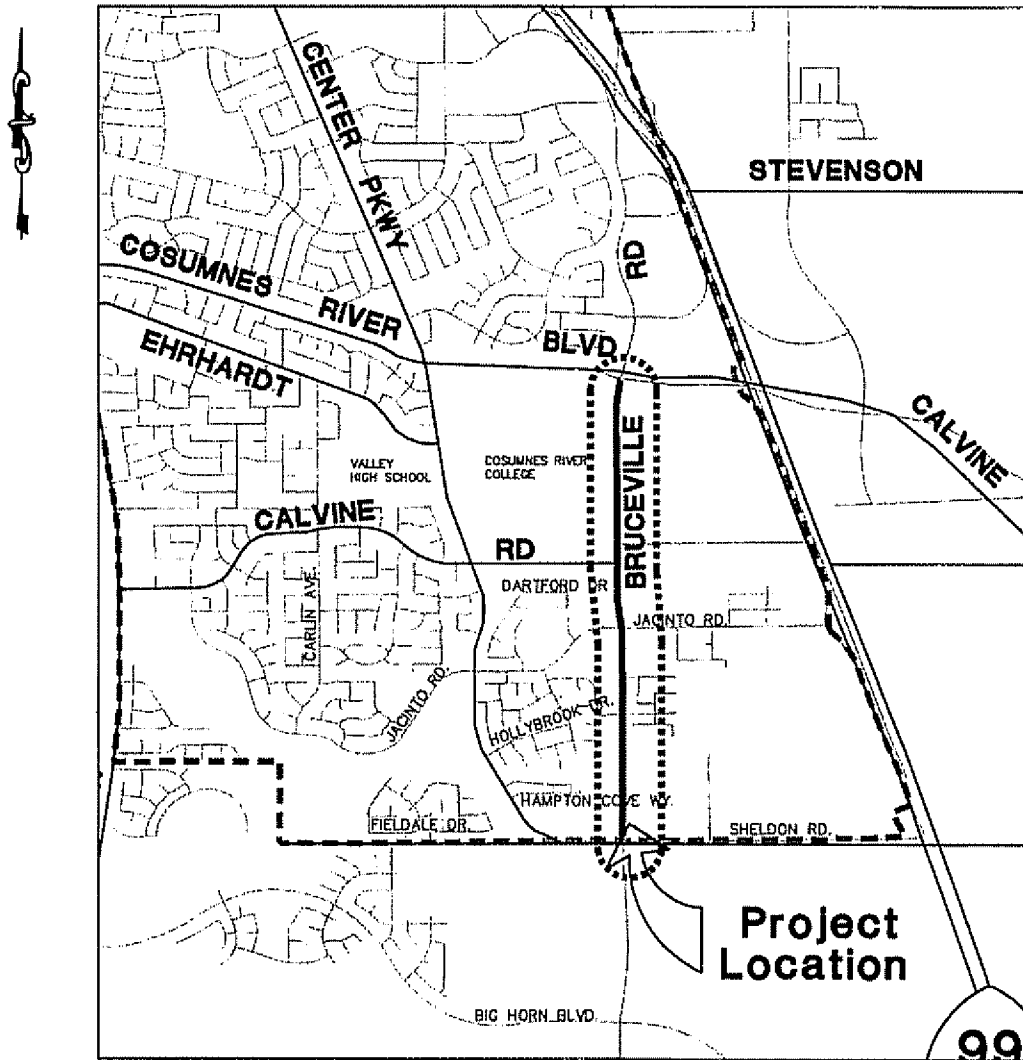 CENTER PKWY
STEVENSON
COSUMNES RIVER BLVD
RD
EHRHARDT
BRUCEVILLE
CALVINE
VALLEY
HIGH SCHOOL
COSUMNES RIVER
COLLEGE
CALVINE RD
CARLIN AVE.
DARTFORD DR
JACINTO RD.
JACINTO RD.
HOLLYBROOK DR.
HAMPTON COVE WY.
FIELDALE DR.
SHELDON RD.
Project
Location
BIG HORN BLVD
99